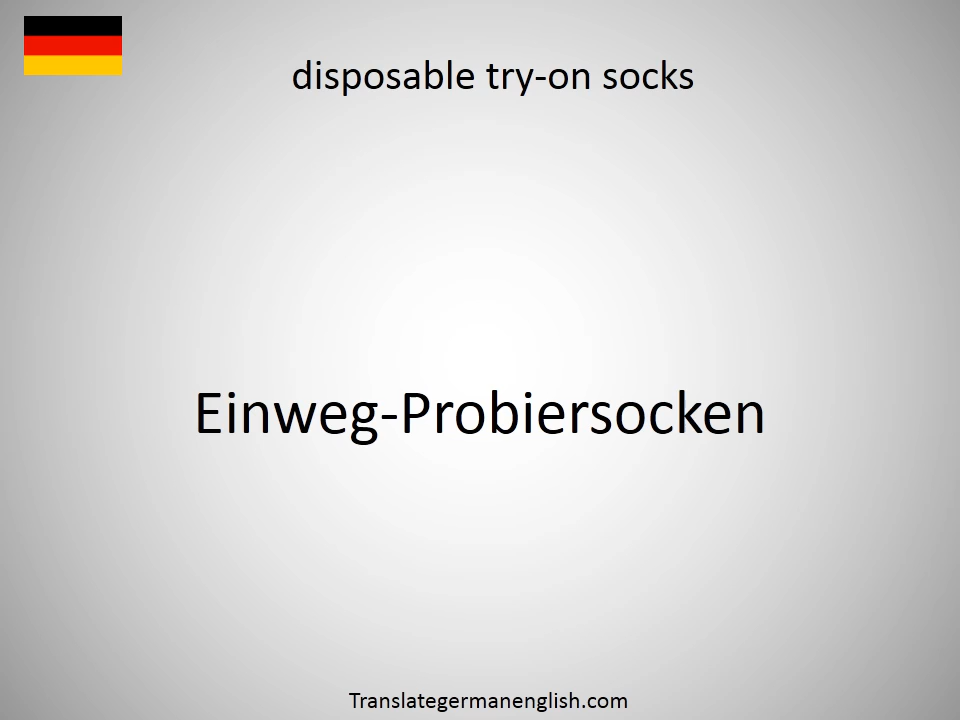 disposable try-on socks
Einweg-Probiersocken
Translategermanenglish.com